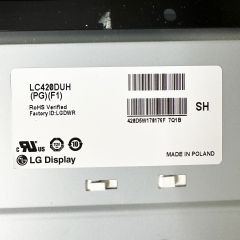 LC420DUH
(PG)(F1)
RoHS Verified
Factory ID:LGDWR
SH
LG Display
MADE IN POLAND